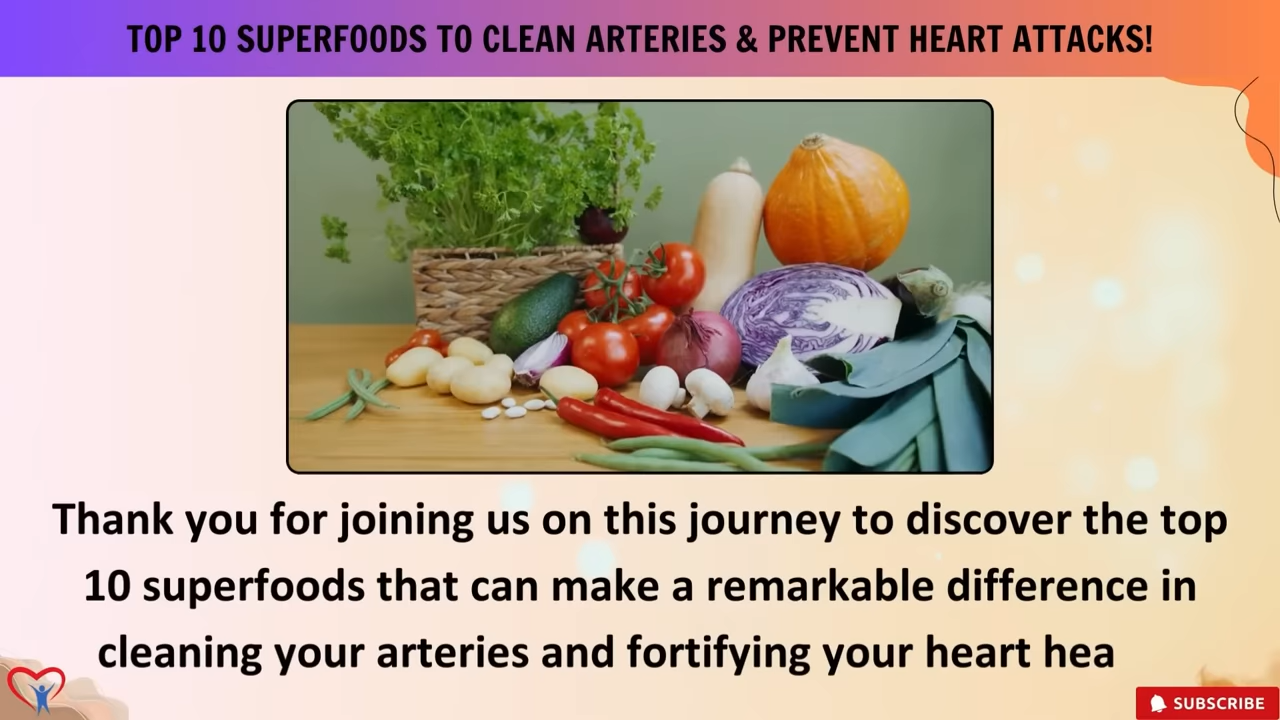 TOP 10 SUPERFOODS TO CLEAN ARTERIES & PREVENT HEART ATTACKS!
Thank you for joining us on this journey to discover the top
10 superfoods that can make a remarkable difference in
cleaning your arteries and fortifying your heart hea
SUBSCRIBE